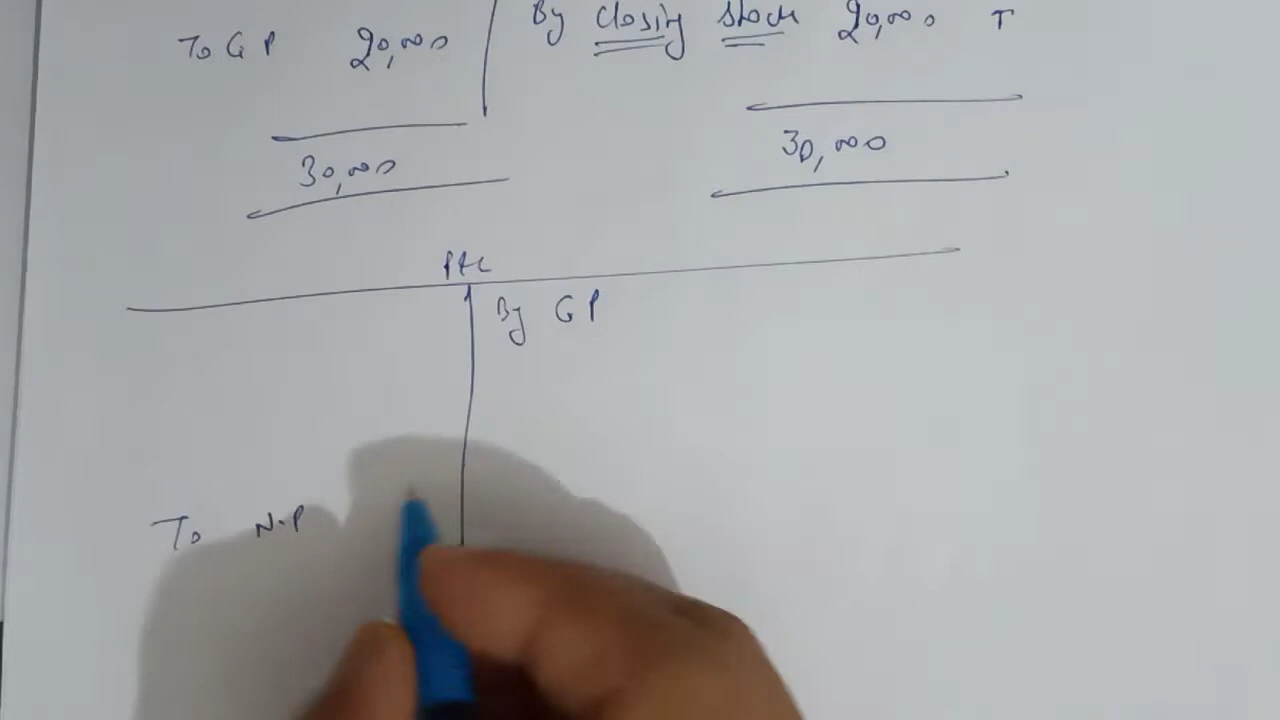 By closing stock 20,000
To G P 20,000
30,000
30,000
P&L
By G P
To N.P